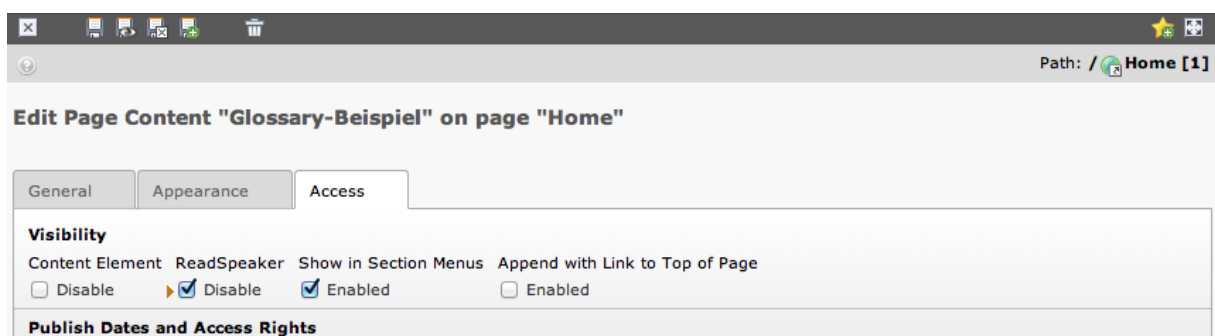 Path: / Home [1]
Edit Page Content "Glossary-Beispiel" on page "Home"
General Appearance Access
Visibility
Content Element ReadSpeaker Show in Section Menus Append with Link to Top of Page
Disable Disable Enabled Enabled
Publish Dates and Access Rights